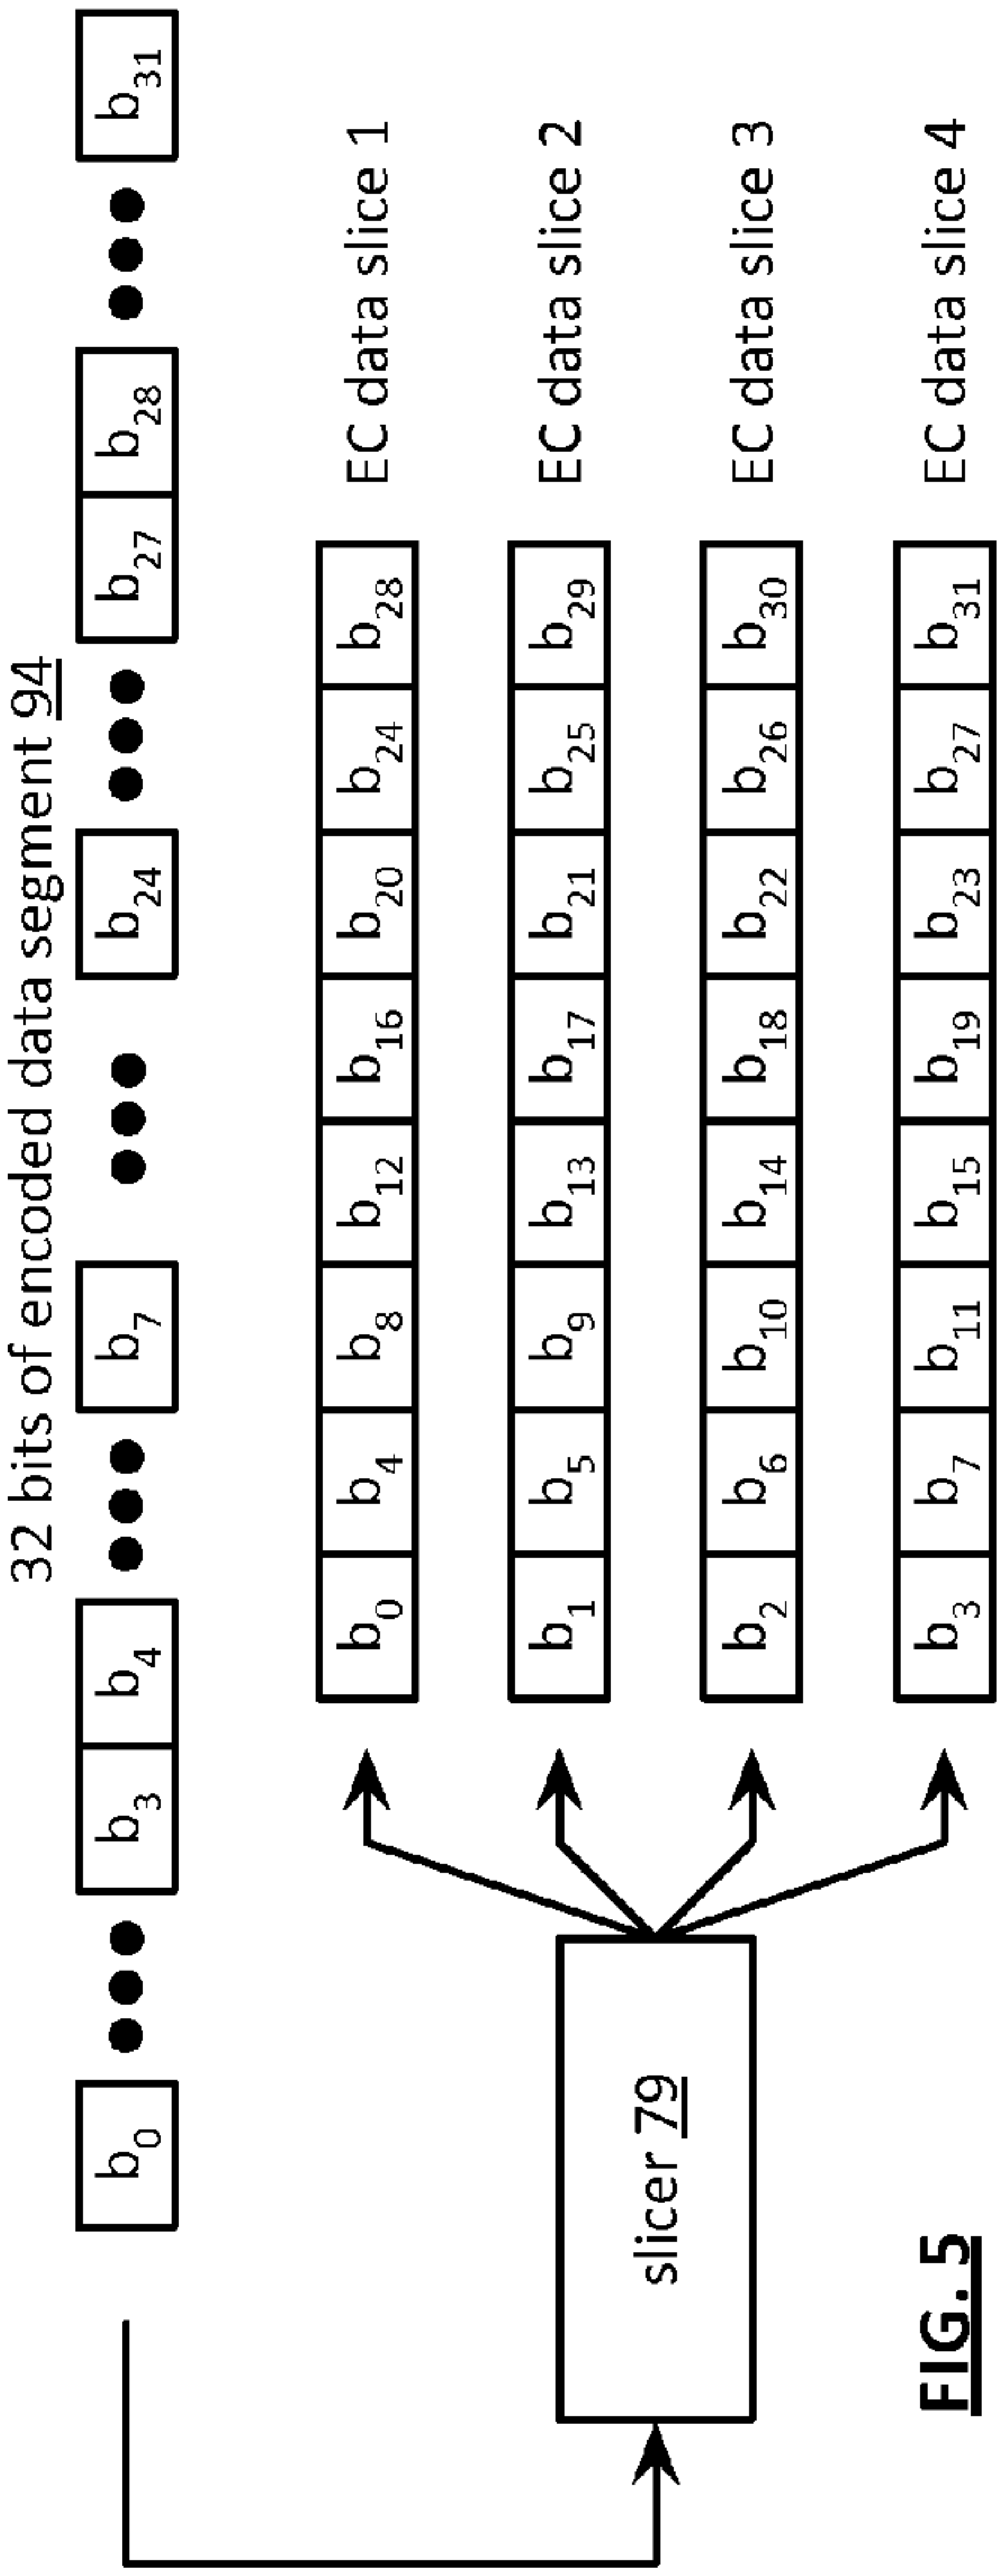 32 bits of encoded data segment 94
b0 ●●● b3 b4 ●●● b7 ●●● b24 ●●● b27 b28 ●●● b31
b0 b4 b8 b12 b16 b20 b24 b28 EC data slice 1
b1 b5 b9 b13 b17 b21 b25 b29 EC data slice 2
slicer 79
b2 b6 b10 b14 b18 b22 b26 b30 EC data slice 3
b3 b7 b11 b15 b19 b23 b27 b31 EC data slice 4
FIG. 5